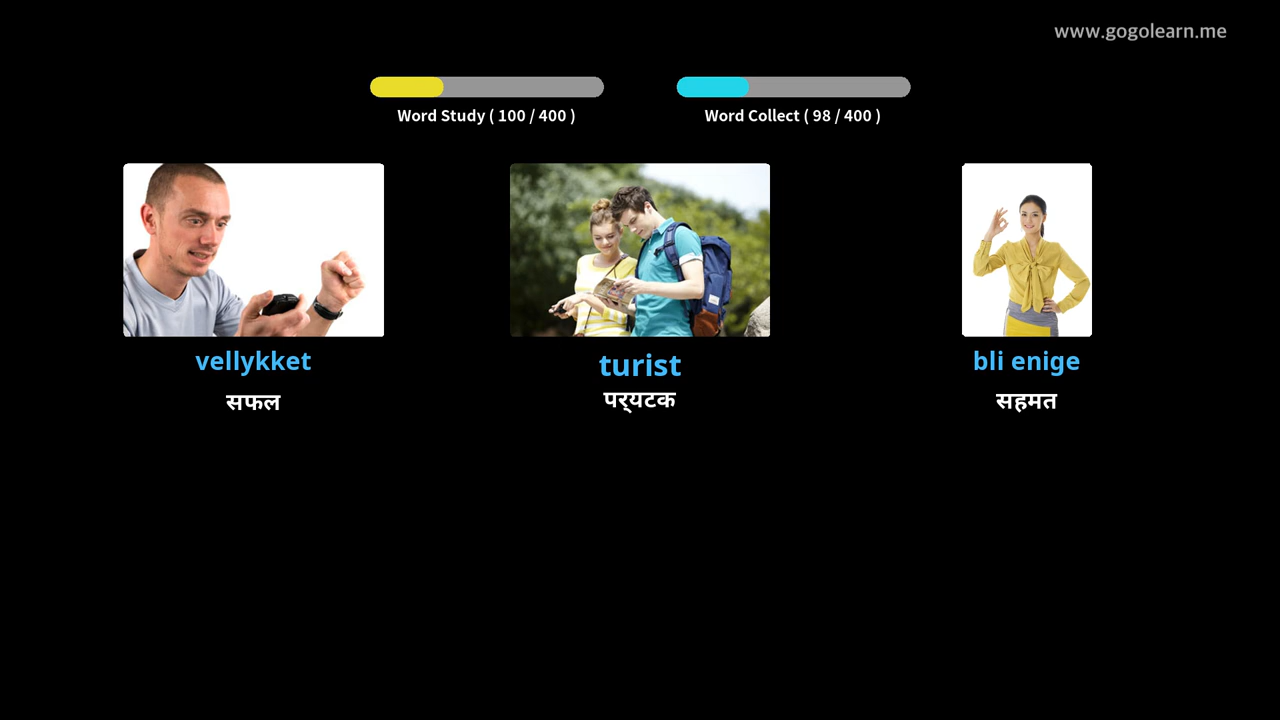 www.gogolearn.me
Word Study ( 100 / 400 )
Word Collect ( 98 / 400 )
vellykket
turist
bli enige
सफल
पर्यटक
सहमत